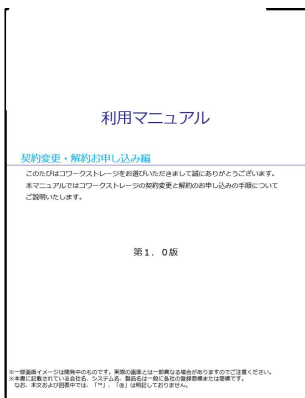 利用マニュアル
契約変更・解約お申し込み編
このたびはコワークストレージをお選びいただきまして誠にありがとうございます。
本マニュアルではコワークストレージの契約変更と解約のお申し込みの手順について
ご説明いたします。
第1．0版
※一部画面イメージは開発中のものです。実際の画面とは一部異なる場合がありますのでご注意ください。
※本書に記載されている会社名、システム名、製品名は一般に各社の登録商標または商標です。
なお、本文および図表中では、「™」、「®」は明記しておりません。